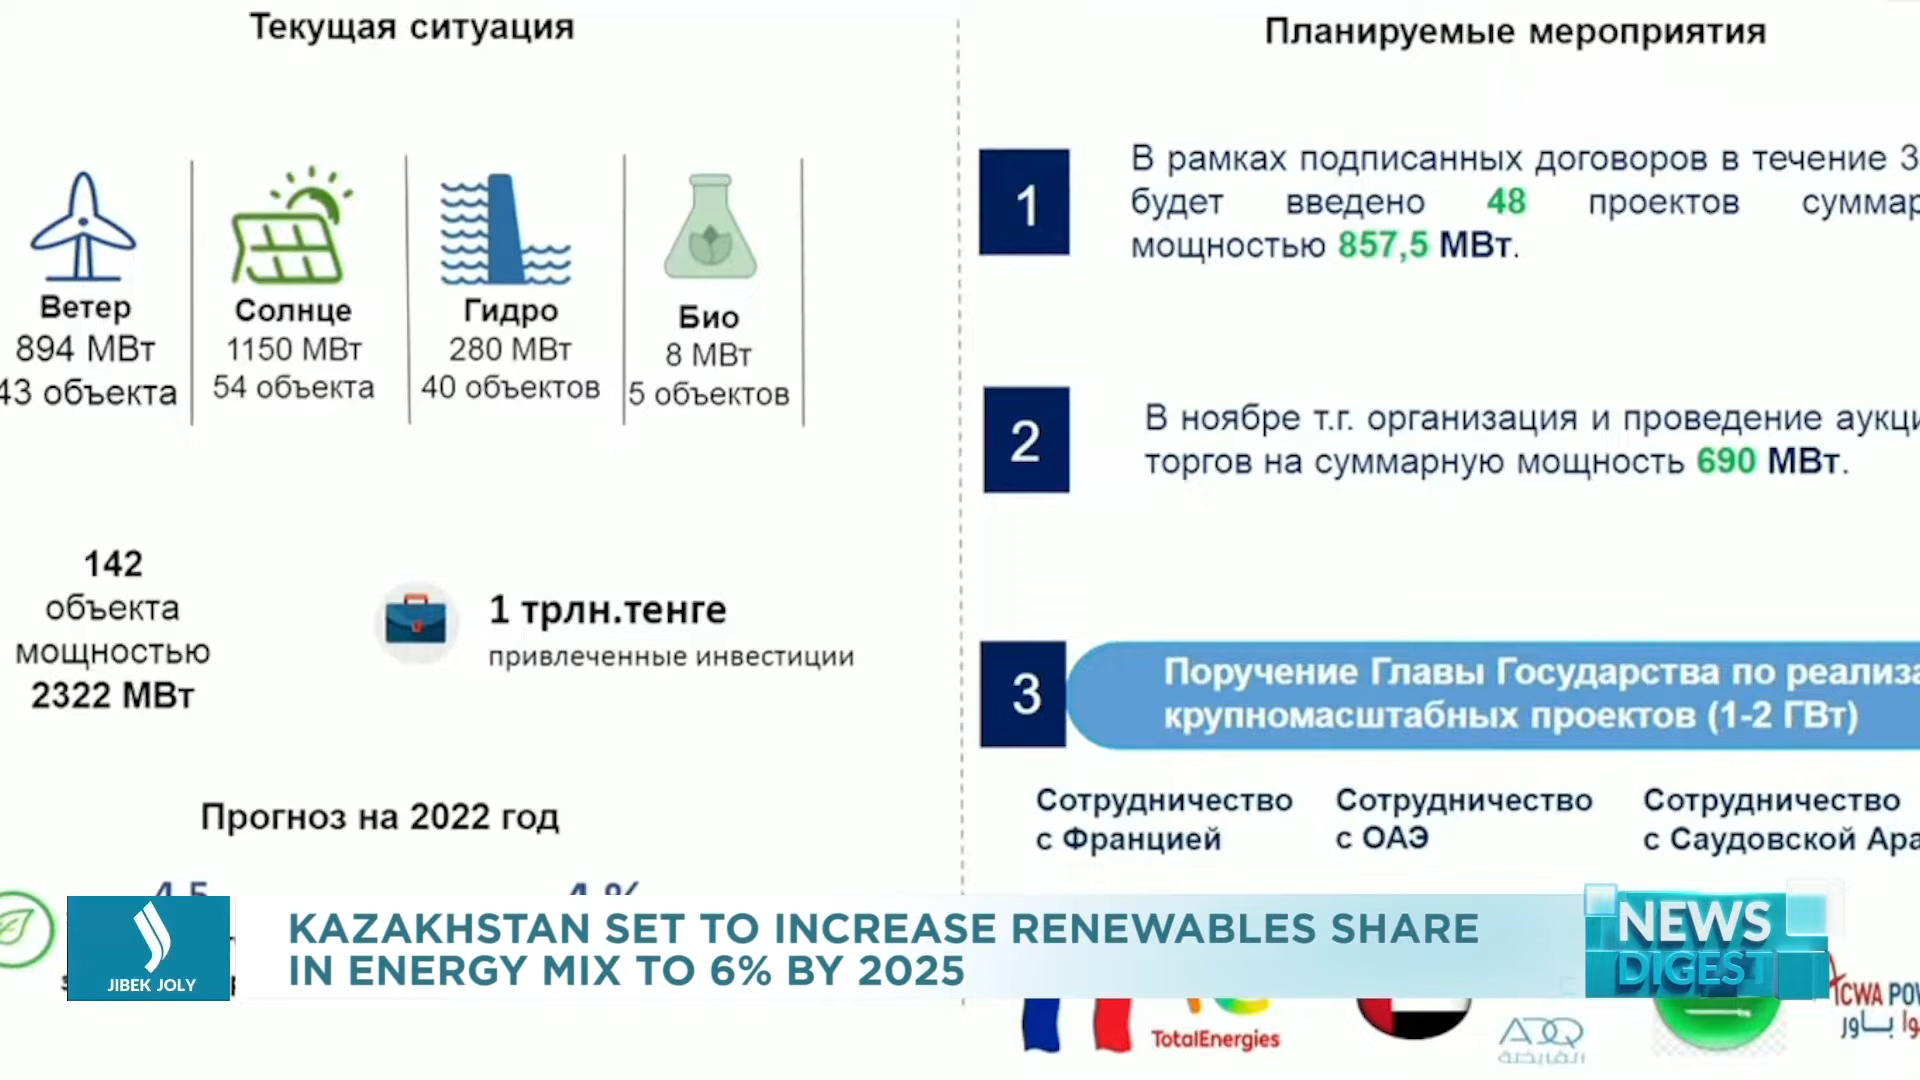 Текущая ситуация
Ветер
894 МВт
43 объекта
Солнце
1150 МВт
54 объекта
Гидро
280 МВт
40 объектов
Био
8 МВт
5 объектов
142
объекта
мощностью
2322 МВт
1 трлн.тенге
привлеченные инвестиции
Прогноз на 2022 год
Планируемые мероприятия
1
В рамках подписанных договоров в течение 3
будет введено 48 проектов суммар
мощностью 857,5 МВт.
2
В ноябре т.г. организация и проведение аукци
торгов на суммарную мощность 690 МВт.
3
Поручение Главы Государства по реализа
крупномасштабных проектов (1-2 ГВт)
Сотрудничество
с Францией
Сотрудничество
с ОАЭ
Сотрудничество
с Саудовской Ара
JIBEK JOLY
KAZAKHSTAN SET TO INCREASE RENEWABLES SHARE
IN ENERGY MIX TO 6% BY 2025
NEWS
DIGEST
TotalEnergies
ADQ
القابضة